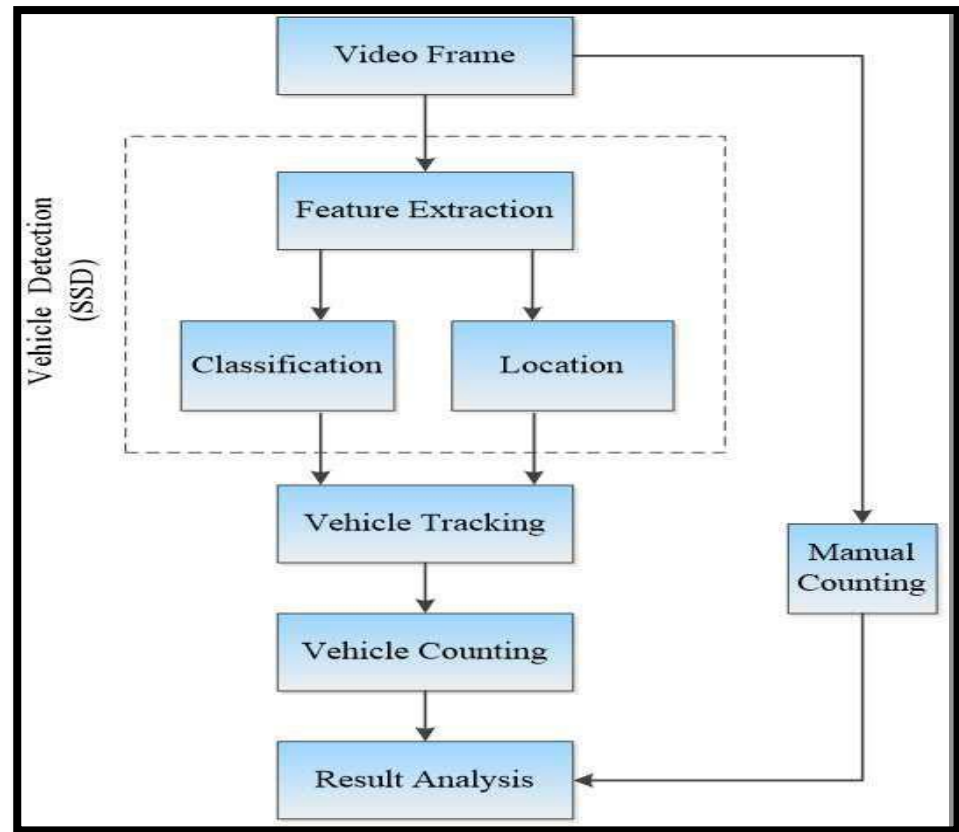 Video Frame
Vehicle Detection
(SSD)
Feature Extraction
Classification
Location
Vehicle Tracking
Manual
Counting
Vehicle Counting
Result Analysis